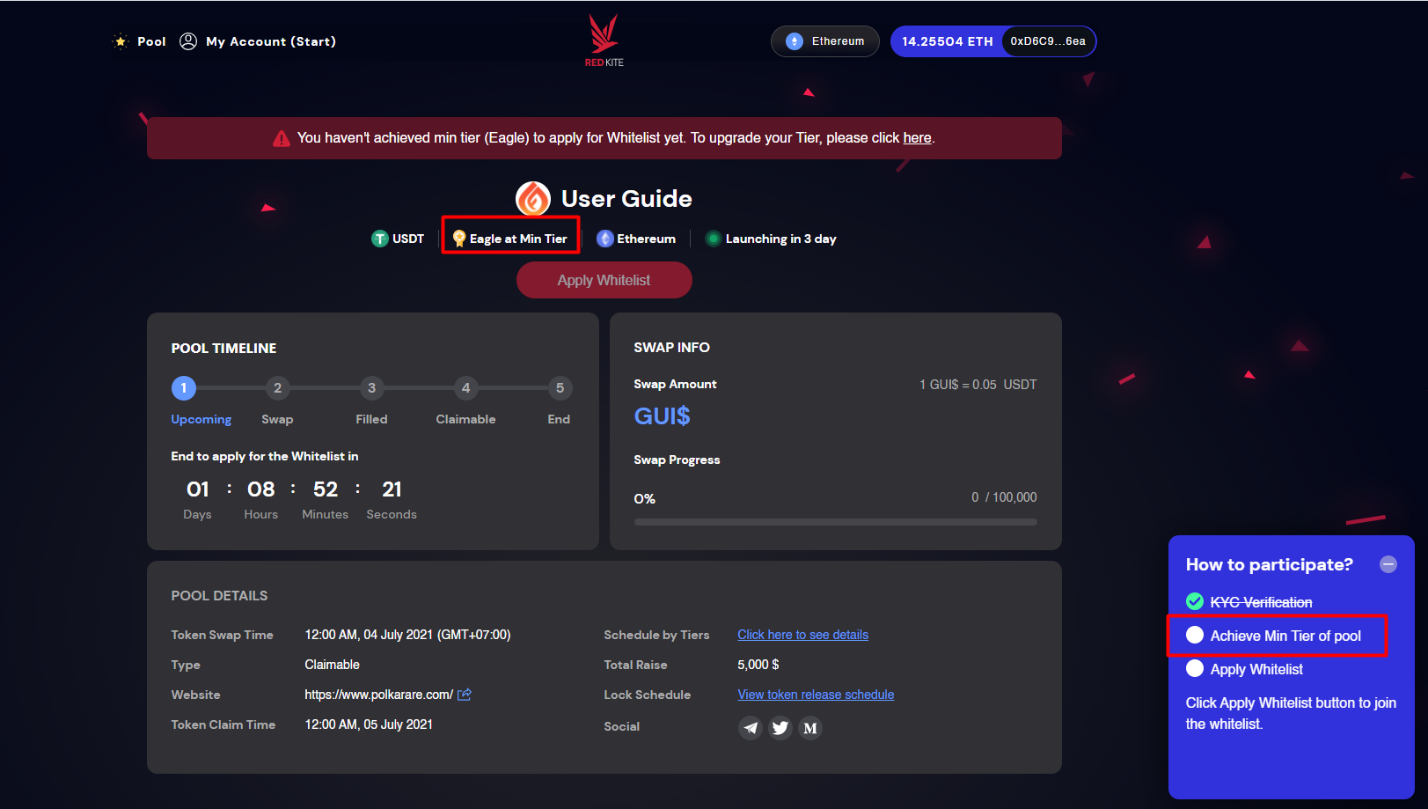 Pool
My Account (Start)
RED KITE
Ethereum
14.25504 ETH
0xD6C9...6ea
You haven't achieved min tier (Eagle) to apply for Whitelist yet. To upgrade your Tier, please click here.
User Guide
USDT
Eagle at Min Tier
Ethereum
Launching in 3 day
Apply Whitelist
POOL TIMELINE
1 2 3 4 5
Upcoming Swap Filled Claimable End
End to apply for the Whitelist in
01 : 08 : 52 : 21
Days Hours Minutes Seconds
SWAP INFO
Swap Amount 1 GUI$ = 0.05 USDT
GUI$
Swap Progress
0% 0 / 100,000
POOL DETAILS
Token Swap Time 12:00 AM, 04 July 2021 (GMT+07:00)
Type Claimable
Website https://www.polkarare.com/
Token Claim Time 12:00 AM, 05 July 2021
Schedule by Tiers Click here to see details
Total Raise 5,000 $
Lock Schedule View token release schedule
Social
How to participate?
KYC Verification
Achieve Min Tier of pool
Apply Whitelist
Click Apply Whitelist button to join
the whitelist.